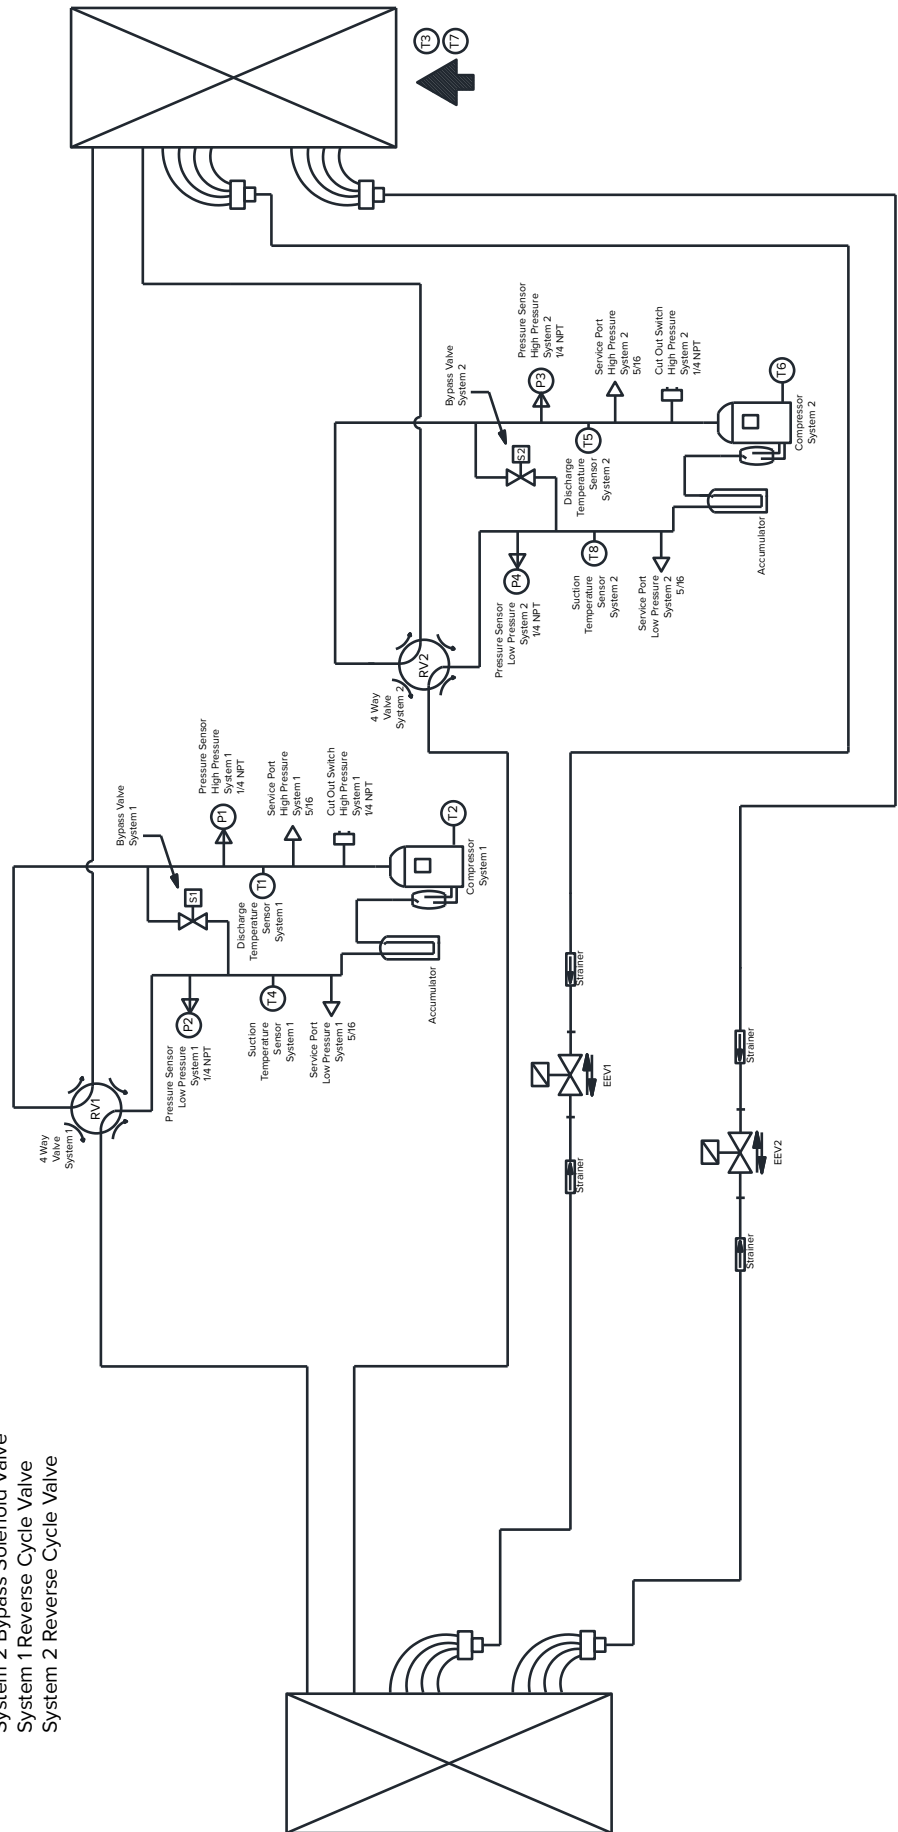 System 2 Bypass Solenoid Valve
System 1 Reverse Cycle Valve
System 2 Reverse Cycle Valve
4 Way
Valve
System 1
RV1
Bypass Valve
System 1
S1
Pressure Sensor
Low Pressure
System 1
1/4 NPT
P2
Pressure Sensor
High Pressure
System 1
1/4 NPT
P1
Discharge
Temperature
Sensor
System 1
T1
Suction
Temperature
Sensor
System 1
T4
Service Port
High Pressure
System 1
5/16
Service Port
Low Pressure
System 1
5/16
Cut Out Switch
High Pressure
System 1
1/4 NPT
Accumulator
Compressor
System 1
T2
4 Way
Valve
System 2
RV2
Bypass Valve
System 2
S2
Pressure Sensor
Low Pressure
System 2
1/4 NPT
P4
Pressure Sensor
High Pressure
System 2
1/4 NPT
P3
Discharge
Temperature
Sensor
System 2
T5
Suction
Temperature
Sensor
System 2
T8
Service Port
High Pressure
System 2
5/16
Service Port
Low Pressure
System 2
5/16
Cut Out Switch
High Pressure
System 2
1/4 NPT
Accumulator
Compressor
System 2
T6
T3
T7
Strainer
EEV1
Strainer
Strainer
EEV2
Strainer